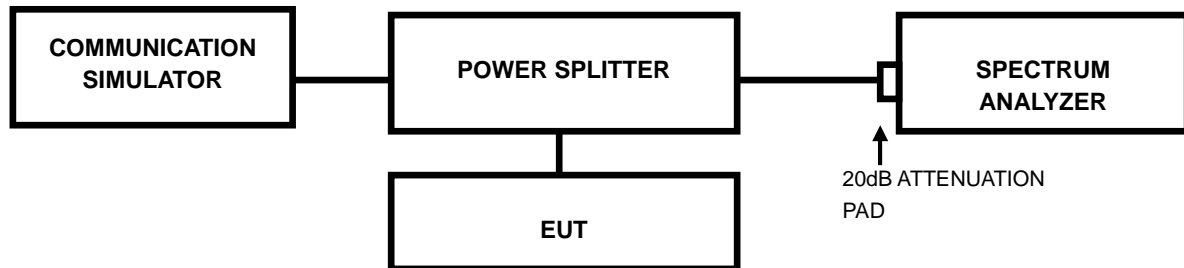 COMMUNICATION
SIMULATOR
POWER SPLITTER
SPECTRUM
ANALYZER
20dB ATTENUATION
PAD
EUT